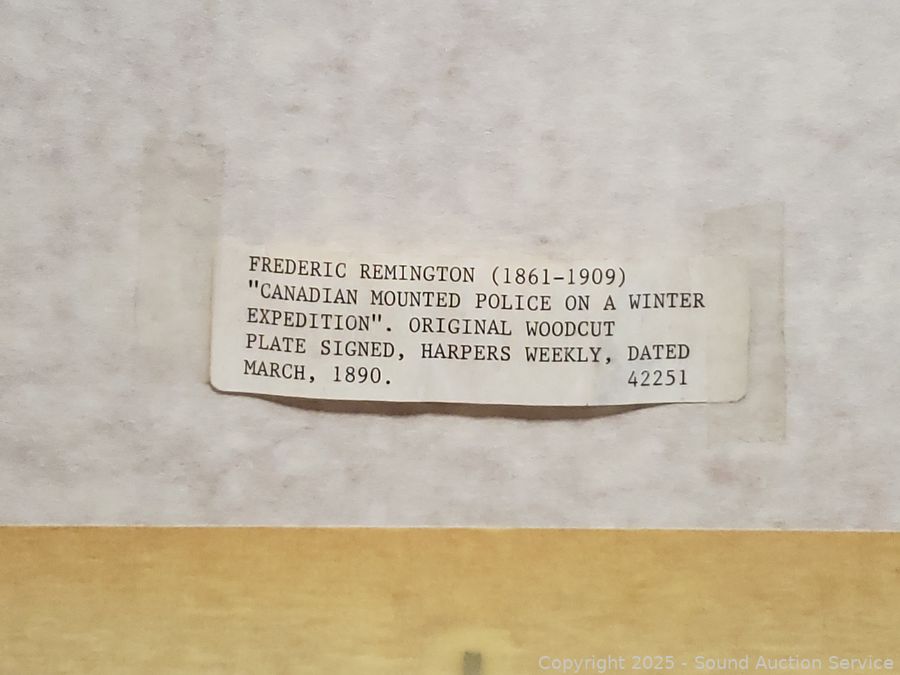 FREDERIC REMINGTON (1861-1909)
"CANADIAN MOUNTED POLICE ON A WINTER
EXPEDITION". ORIGINAL WOODCUT
PLATE SIGNED, HARPERS WEEKLY, DATED
MARCH, 1890. 42251
Copyright 2025 - Sound Auction Service